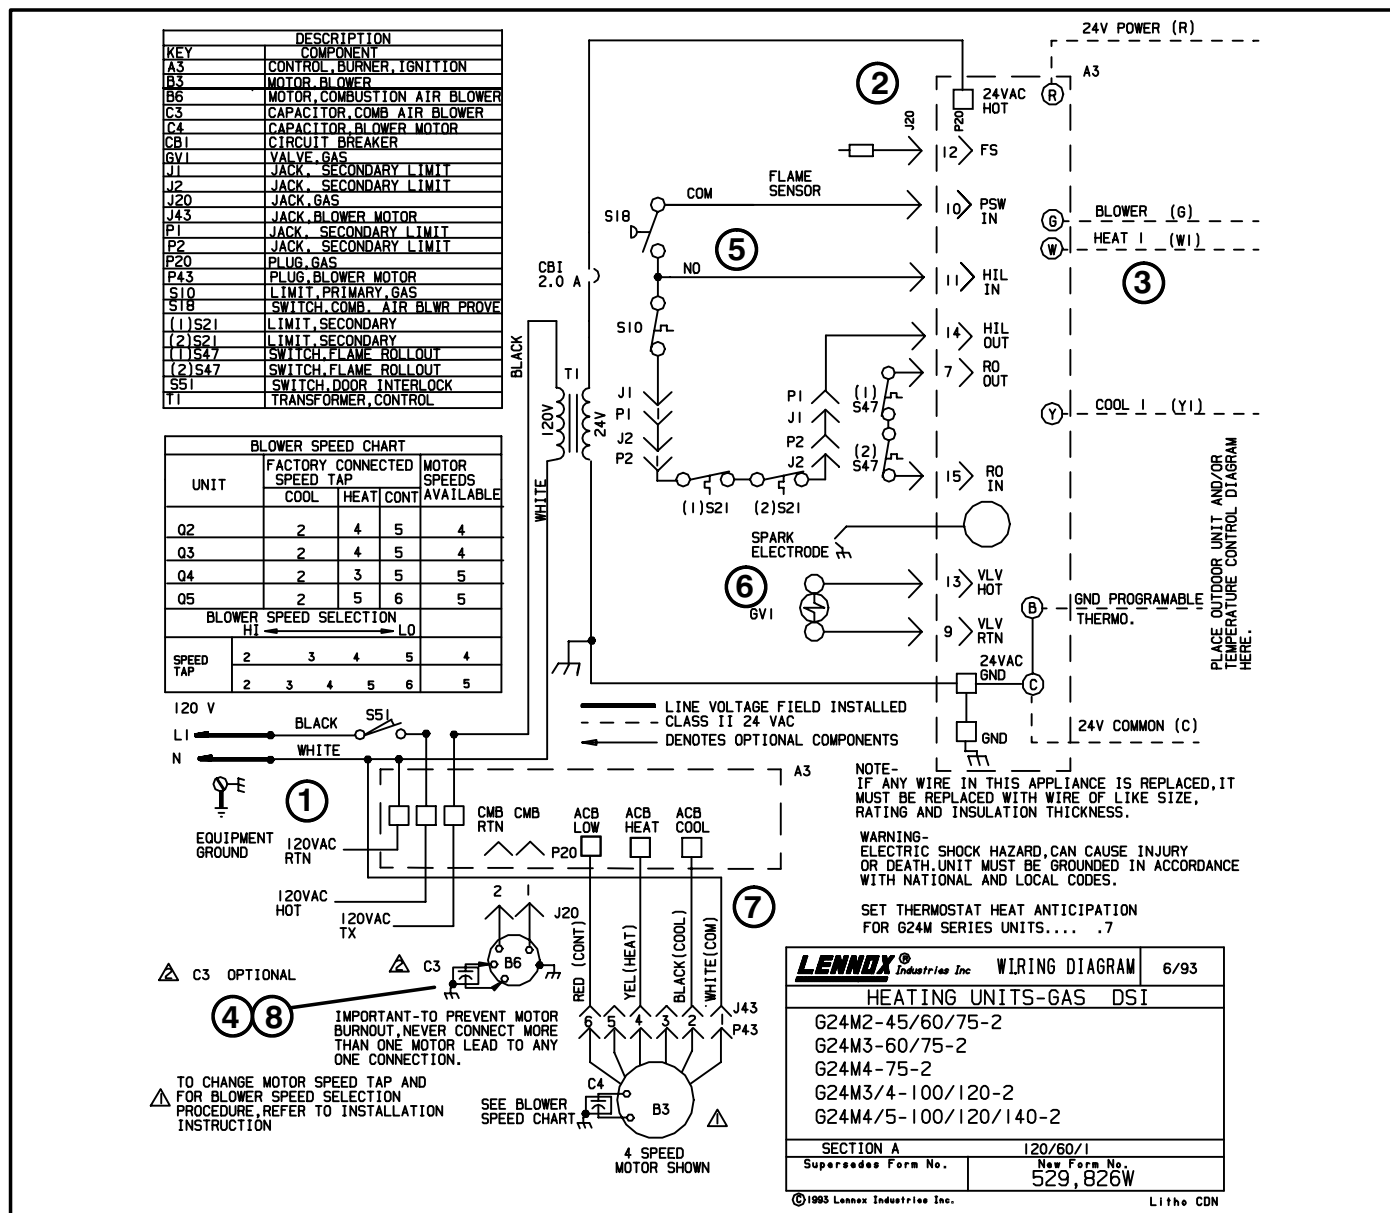 DESCRIPTION
KEY COMPONENT
A3 CONTROL,BURNER,IGNITION
B3 MOTOR,BLOWER
B6 MOTOR,COMBUSTION AIR BLOWER
C3 CAPACITOR,COMB AIR BLOWER
C4 CAPACITOR,BLOWER MOTOR
CB1 CIRCUIT BREAKER
GV1 VALVE,GAS
J1 JACK, SECONDARY LIMIT
J2 JACK, SECONDARY LIMIT
J20 JACK,GAS
J43 JACK,BLOWER MOTOR
P1 JACK, SECONDARY LIMIT
P2 JACK, SECONDARY LIMIT
P20 PLUG,GAS
P43 PLUG,BLOWER MOTOR
S10 LIMIT,PRIMARY,GAS
S18 SWITCH,COMB. AIR BLWR PROVE
(1)S21 LIMIT,SECONDARY
(2)S21 LIMIT,SECONDARY
(1)S47 SWITCH,FLAME ROLLOUT
(2)S47 SWITCH,FLAME ROLLOUT
S51 SWITCH,DOOR INTERLOCK
T1 TRANSFORMER,CONTROL
BLOWER SPEED CHART
UNIT
FACTORY CONNECTED
SPEED TAP
MOTOR
SPEEDS
AVAILABLE
COOL HEAT CONT
Q2 2 4 5 4
Q3 2 4 5 4
Q4 2 3 5 5
Q5 2 5 6 5
BLOWER SPEED SELECTION
HI LO
SPEED
TAP
2 3 4 5 4
2 3 4 5 6 5
24V POWER (R)
A3
2
J20
P20
24VAC
HOT
R
12 FS
FLAME
SENSOR
COM
S18
10 PSW
IN
G BLOWER (G)
W HEAT 1 (W1)
5
3
NO
CB1
2.0 A
11 HIL
IN
S10
14 HIL
OUT
7 RO
OUT
BLACK
T1
120V
24V
J1
P1
J2
P2
P1
J1
P2
J2
(1)
S47
(2)
S47
Y COOL 1 (Y1)
WHITE
(1)S21 (2)S21
15 RO
IN
PLACE OUTDOOR UNIT AND/OR
TEMPERATURE CONTROL DIAGRAM
HERE.
SPARK
ELECTRODE
6
GV1
13 VLV
HOT
9 VLV
RTN
B GND PROGRAMABLE
THERMO.
24VAC
GND
C
GND
24V COMMON (C)
LINE VOLTAGE FIELD INSTALLED
CLASS II 24 VAC
DENOTES OPTIONAL COMPONENTS
120 V
L1 BLACK S51
N WHITE
1
EQUIPMENT
GROUND
120VAC
RTN
120VAC
HOT
120VAC
TX
A3
CMB
RTN
CMB
P20
ACB
LOW
ACB
HEAT
ACB
COOL
7
2 1
J20
RED (CONT)
YEL(HEAT)
BLACK(COOL)
WHITE(COM)
NOTE-
IF ANY WIRE IN THIS APPLIANCE IS REPLACED,IT
MUST BE REPLACED WITH WIRE OF LIKE SIZE,
RATING AND INSULATION THICKNESS.
WARNING-
ELECTRIC SHOCK HAZARD,CAN CAUSE INJURY
OR DEATH.UNIT MUST BE GROUNDED IN ACCORDANCE
WITH NATIONAL AND LOCAL CODES.
SET THERMOSTAT HEAT ANTICIPATION
FOR G24M SERIES UNITS.... .7
2 C3 OPTIONAL
2 C3
B6
4 8
IMPORTANT-TO PREVENT MOTOR
BURNOUT,NEVER CONNECT MORE
THAN ONE MOTOR LEAD TO ANY
ONE CONNECTION.
J43
6 5 4 3 2 1
P43
1 TO CHANGE MOTOR SPEED TAP AND
FOR BLOWER SPEED SELECTION
PROCEDURE,REFER TO INSTALLATION
INSTRUCTION
SEE BLOWER
SPEED CHART
C4
B3
1
4 SPEED
MOTOR SHOWN
LENNOX ® Industries Inc WIRING DIAGRAM 6/93
HEATING UNITS-GAS DSI
G24M2-45/60/75-2
G24M3-60/75-2
G24M4-75-2
G24M3/4-100/120-2
G24M4/5-100/120/140-2
SECTION A 120/60/1
Supersedes Form No. New Form No.
529,826W
©1993 Lennox Industries Inc. Litho CDN